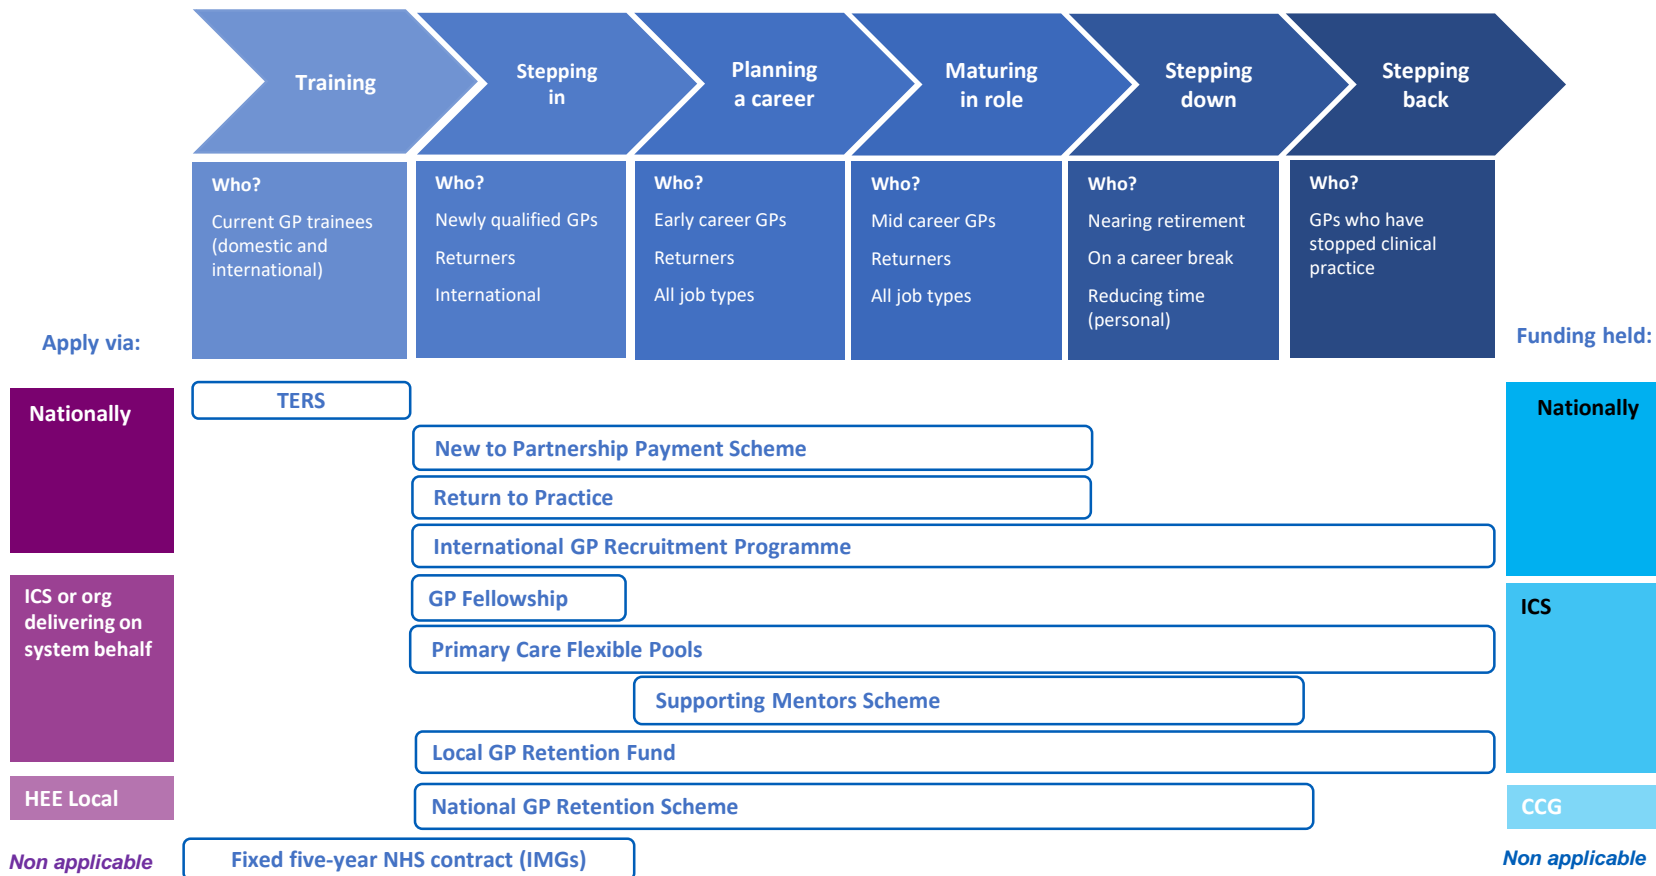 Training
Stepping
in
Planning
a career
Maturing
in role
Stepping
down
Stepping
back
Who?
Current GP trainees
(domestic and
international)
Who?
Newly qualified GPs
Returners
International
Who?
Early career GPs
Returners
All job types
Who?
Mid career GPs
Returners
All job types
Who?
Nearing retirement
On a career break
Reducing time
(personal)
Who?
GPs who have
stopped clinical
practice
Apply via:
Funding held:
Nationally
TERS
Nationally
New to Partnership Payment Scheme
Return to Practice
International GP Recruitment Programme
ICS or org
delivering on
system behalf
GP Fellowship
ICS
Primary Care Flexible Pools
Supporting Mentors Scheme
Local GP Retention Fund
HEE Local
National GP Retention Scheme
CCG
Non applicable
Fixed five-year NHS contract (IMGs)
Non applicable